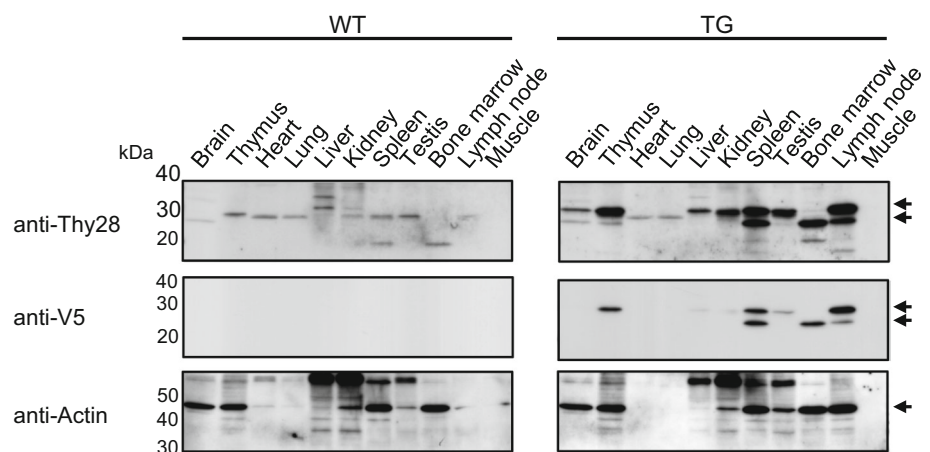 WT TG
Brain Thymus Heart Lung Liver Kidney Spleen Testis Bone marrow Lymph node Muscle
Brain Thymus Heart Lung Liver Kidney Spleen Testis Bone marrow Lymph node Muscle
kDa
40
anti-Thy28 30
20
40
30
anti-V5
20
50
anti-Actin 40
30